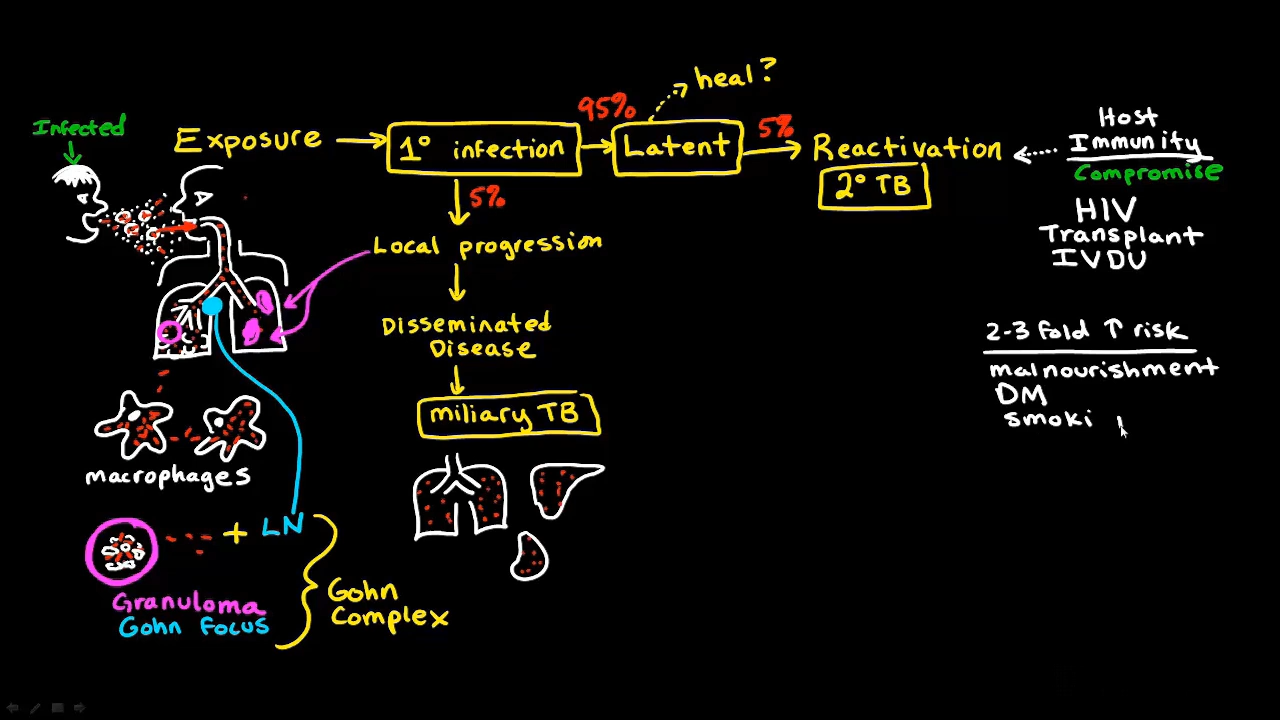 Infected
Exposure
1° infection
95%
Latent
heal?
5%
Reactivation
2° TB
Host
Immunity
Compromise
HIV
Transplant
IVDU
5%
Local progression
Disseminated
Disease
miliary TB
2-3 fold ↑ risk
malnourishment
DM
smoki
macrophages
+ LN
Granuloma
Gohn Focus
Gohn
Complex